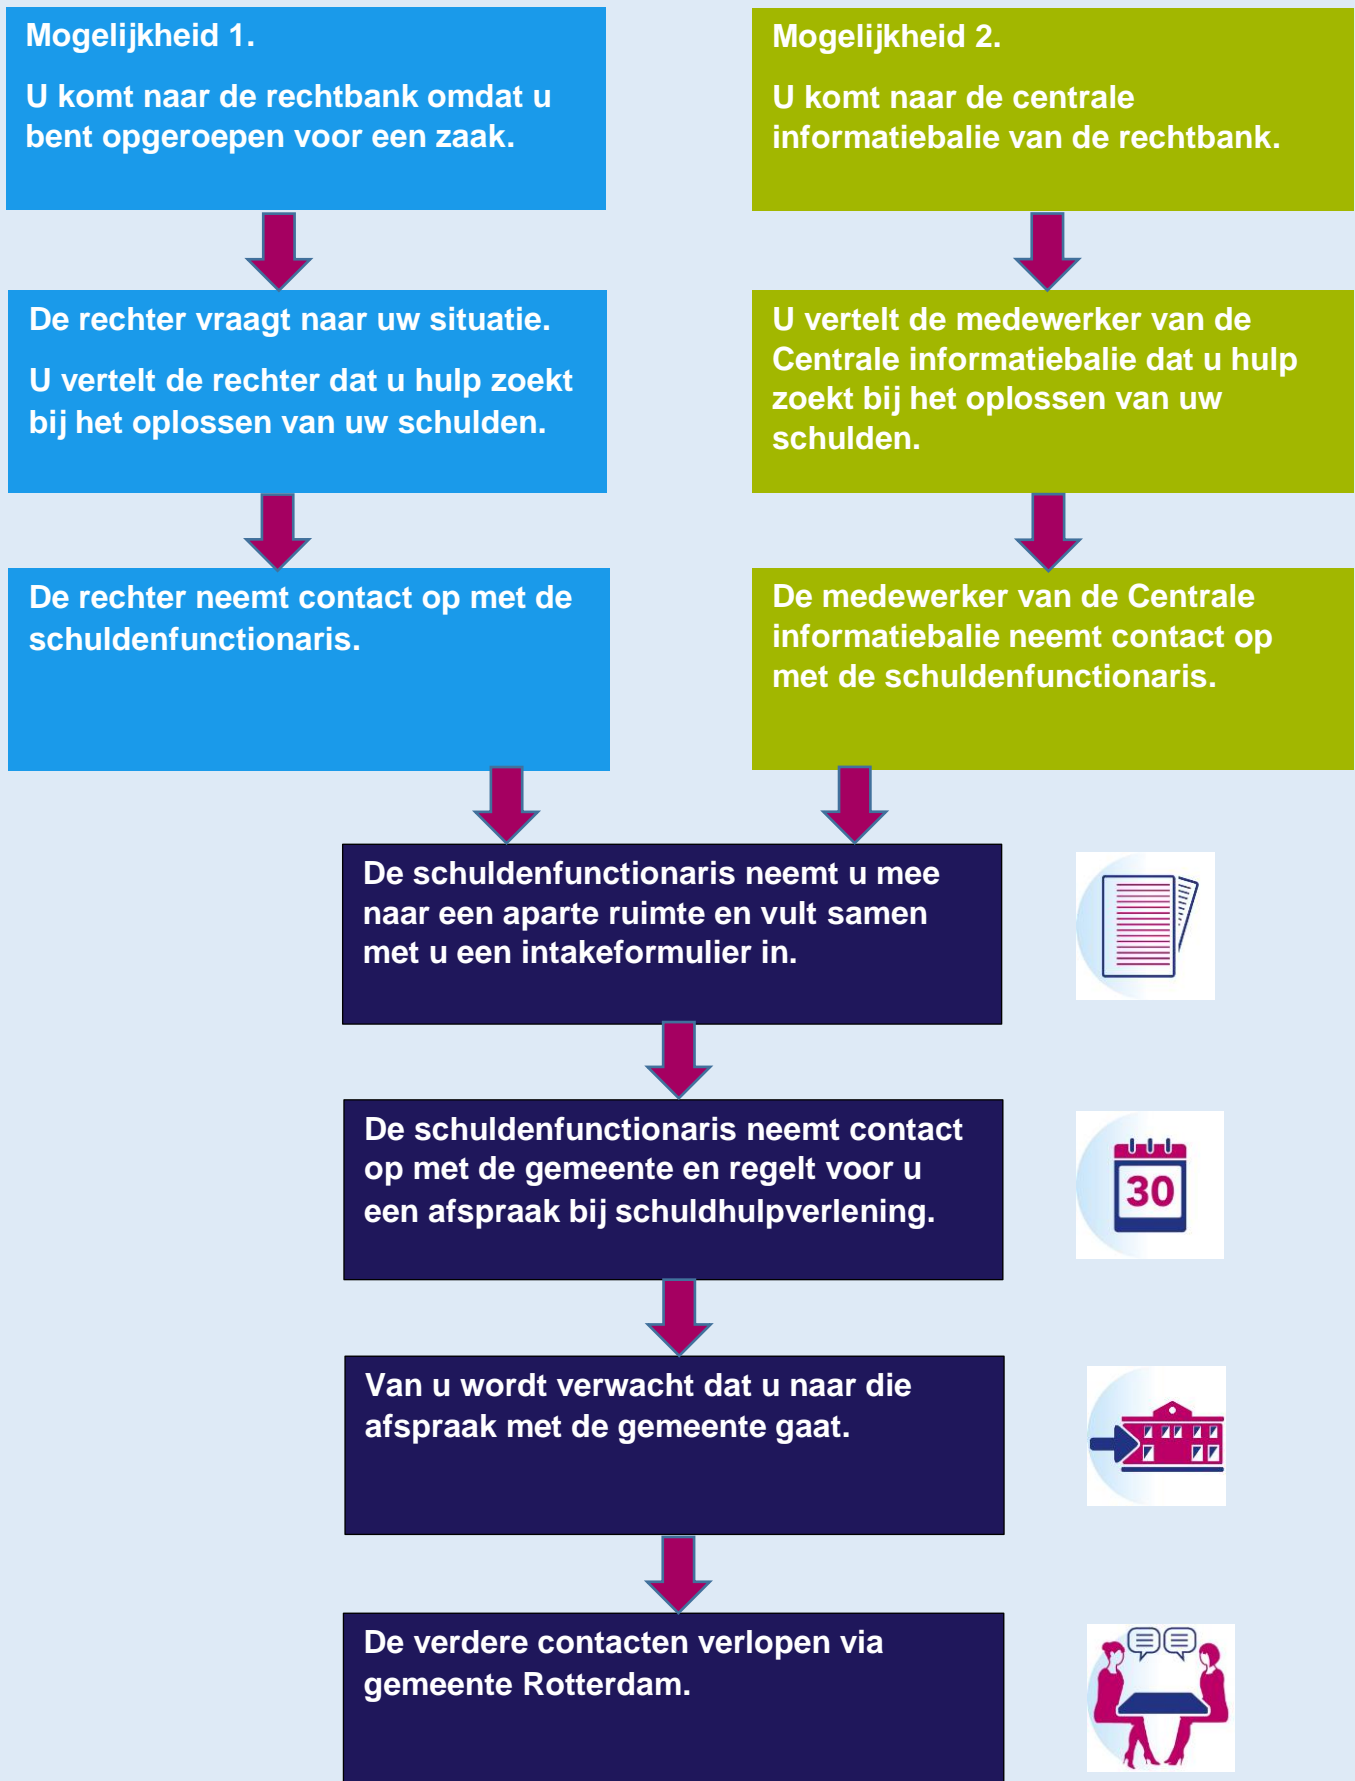 Mogelijkheid 1.
U komt naar de rechtbank omdat u
bent opgeroepen voor een zaak.
De rechter vraagt naar uw situatie.
U vertelt de rechter dat u hulp zoekt
bij het oplossen van uw schulden.
De rechter neemt contact op met de
schuldenfunctionaris.
Mogelijkheid 2.
U komt naar de centrale
informatiebalie van de rechtbank.
U vertelt de medewerker van de
Centrale informatiebalie dat u hulp
zoekt bij het oplossen van uw
schulden.
De medewerker van de Centrale
informatiebalie neemt contact op
met de schuldenfunctionaris.
De schuldenfunctionaris neemt u mee
naar een aparte ruimte en vult samen
met u een intakeformulier in.
De schuldenfunctionaris neemt contact
op met de gemeente en regelt voor u
een afspraak bij schuldhulpverlening.
30
Van u wordt verwacht dat u naar die
afspraak met de gemeente gaat.
De verdere contacten verlopen via
gemeente Rotterdam.